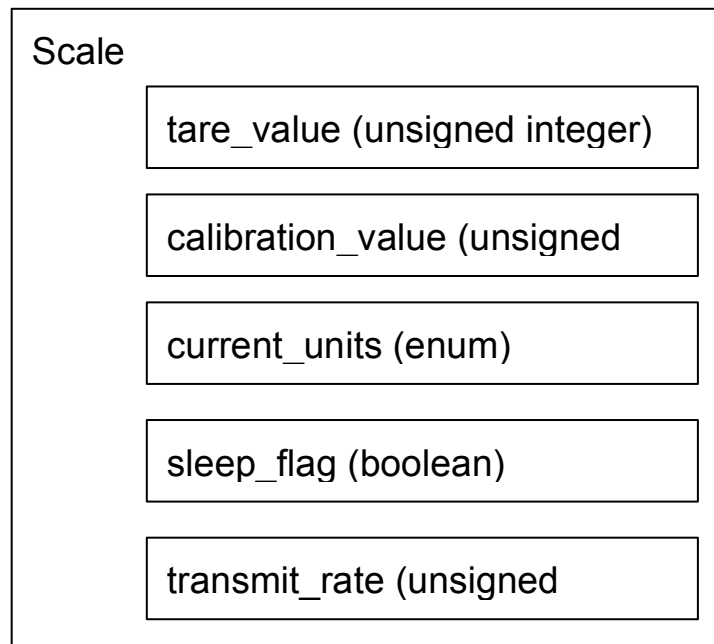 Scale
tare_value (unsigned integer)
calibration_value (unsigned
current_units (enum)
sleep_flag (boolean)
transmit_rate (unsigned